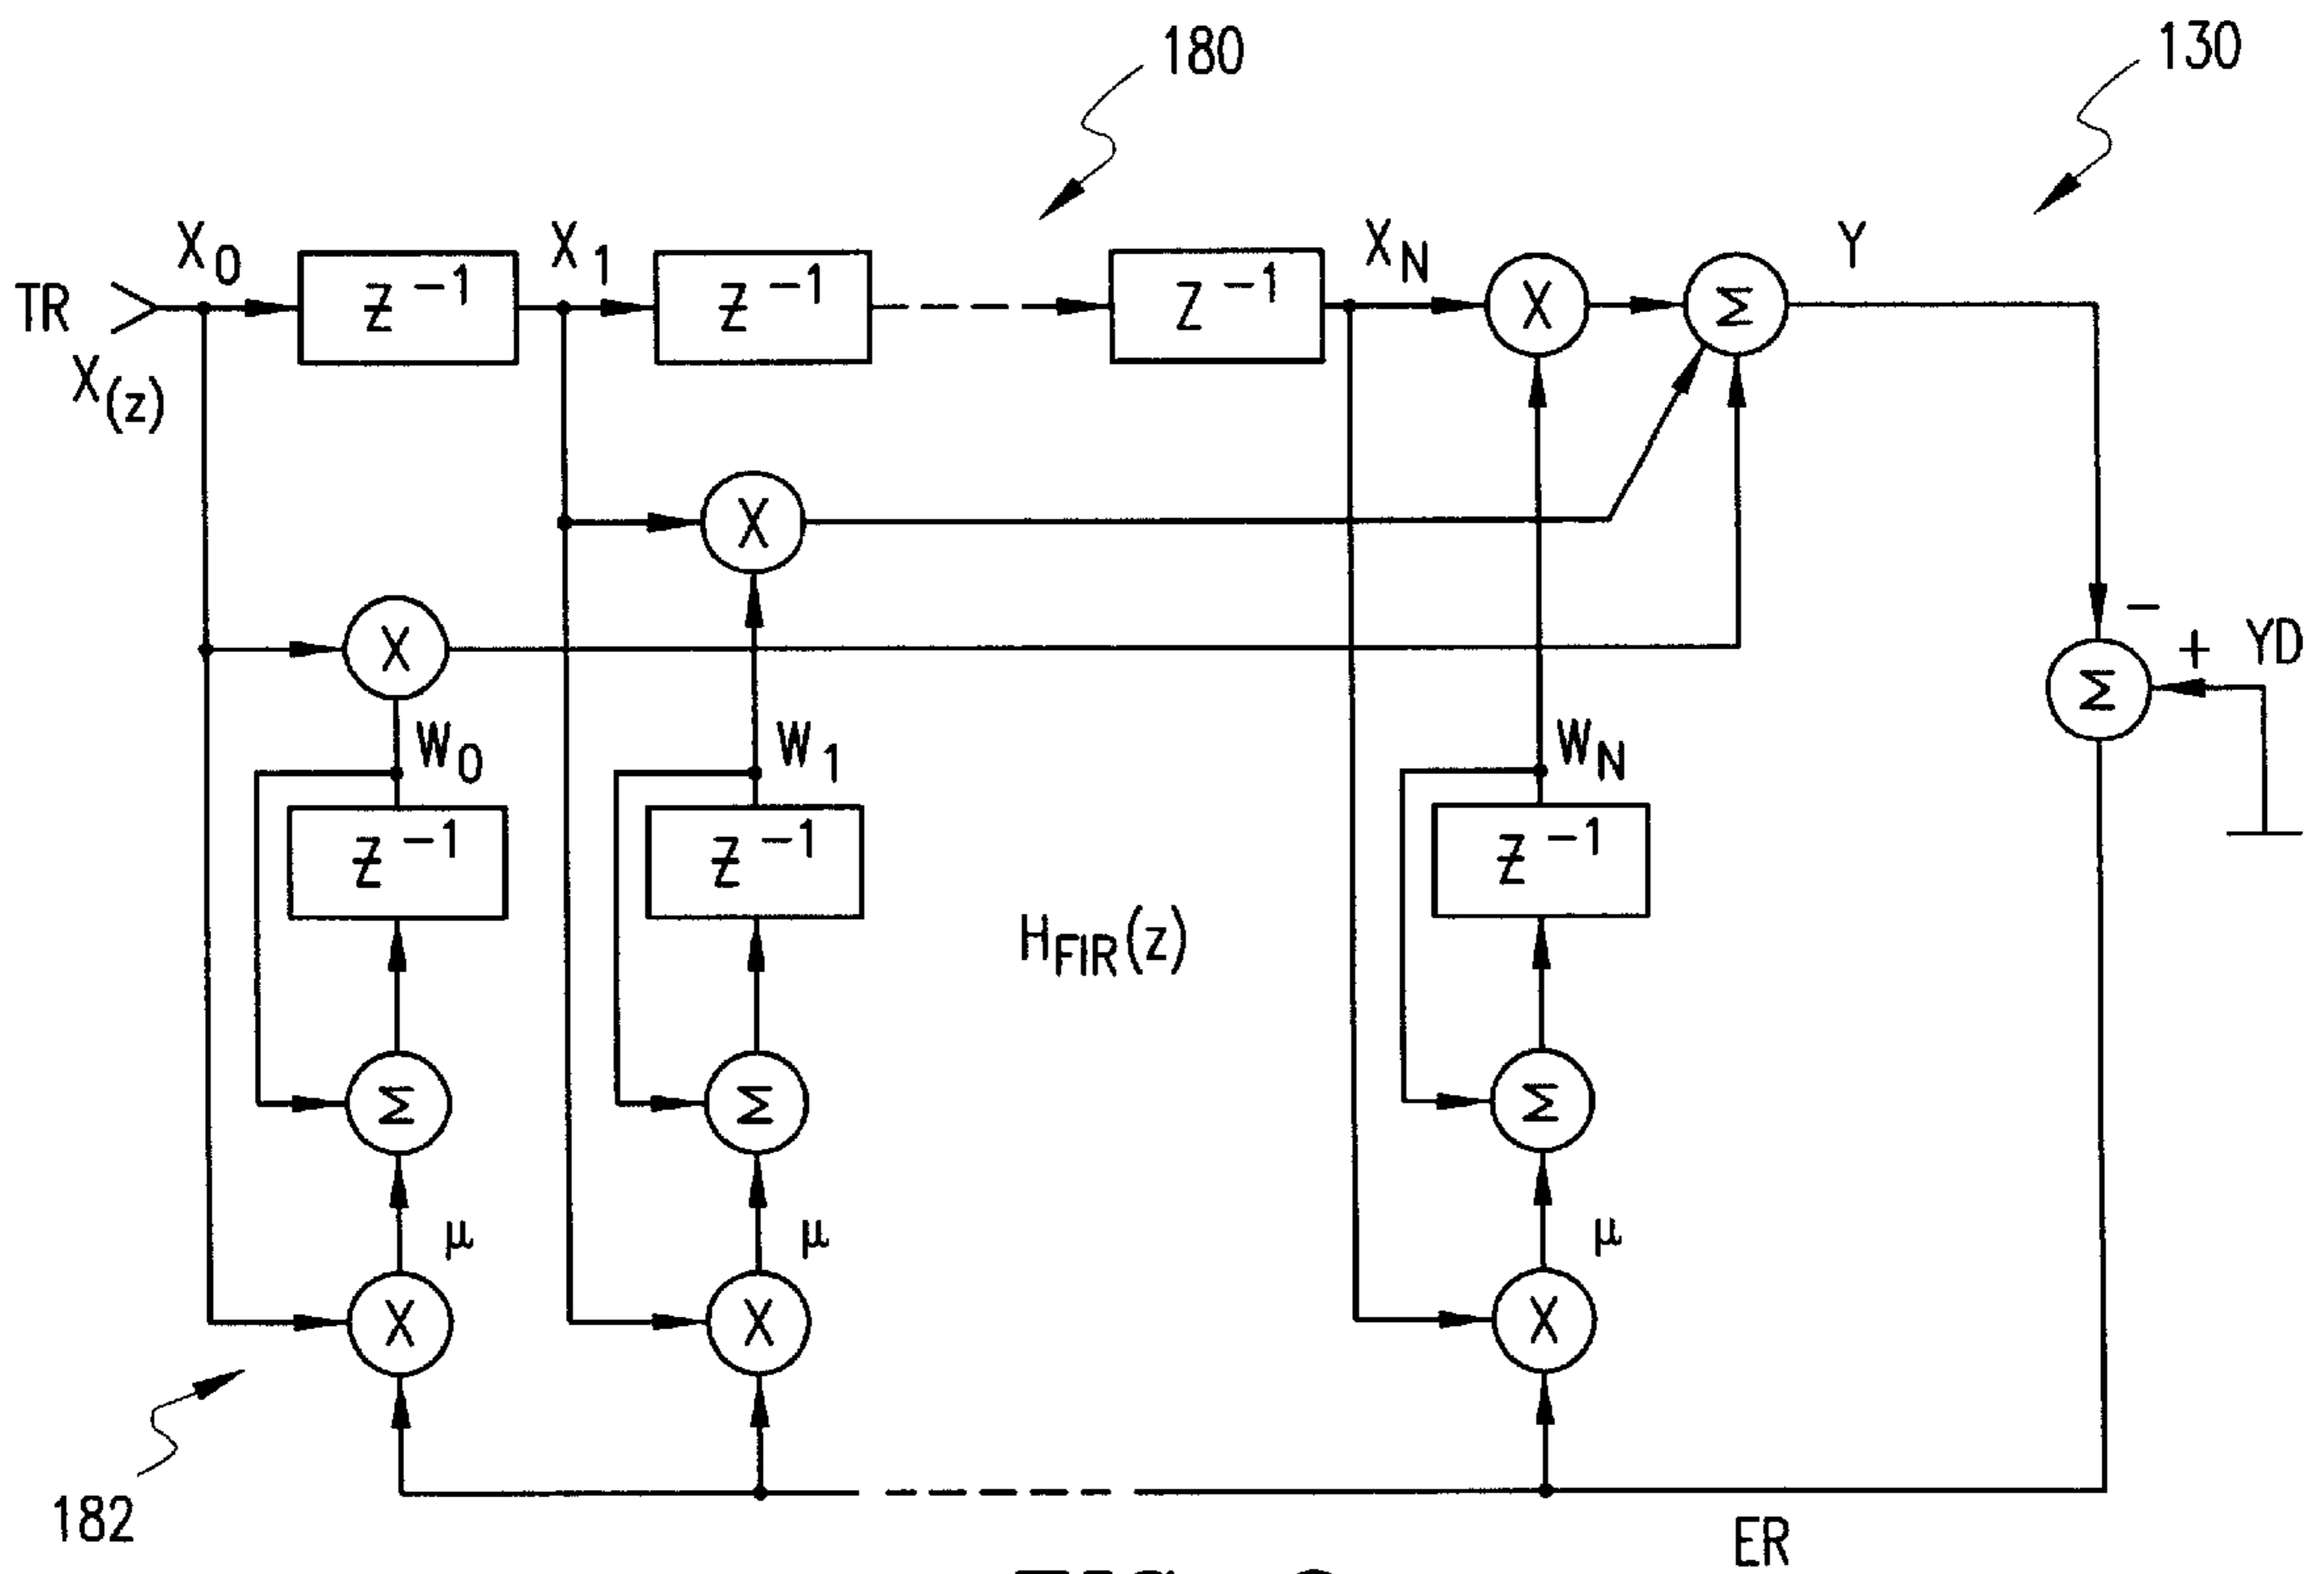 180
130
X0
X1
XN
Y
TR
Z −1
Z −1
Z −1
X
Σ
X(z)
X
X
−
+ YD
Σ
W0
W1
WN
Z −1
Z −1
Z −1
HFIR(z)
Σ
Σ
Σ
μ
μ
μ
X
X
X
182
ER